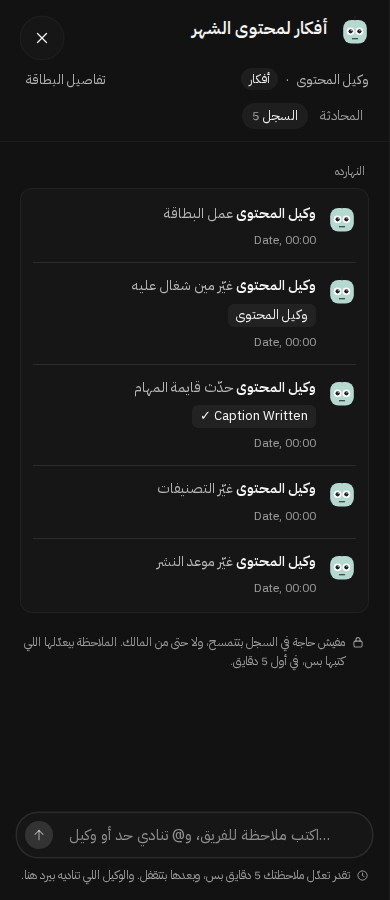 أفكار لمحتوى الشهر
وكيل المحتوى · أفكار
تفاصيل البطاقة
المحادثة
السجل 5
النهارده
وكيل المحتوى عمل البطاقة
Date, 00:00
وكيل المحتوى غيّر مين شغال عليه
وكيل المحتوى
Date, 00:00
وكيل المحتوى حدّث قايمة المهام
✓ Caption Written
Date, 00:00
وكيل المحتوى غيّر التصنيفات
Date, 00:00
وكيل المحتوى غيّر موعد النشر
Date, 00:00
مفيش حاجة في السجل بتتمسح، ولا حتى من المالك. الملاحظة بيعدّلها اللي
كتبها بس، في أول 5 دقايق.
اكتب ملاحظة للفريق، و@ تنادي حد أو وكيل...
تقدر تعدّل ملاحظتك 5 دقايق بس، وبعدها بتتقفل. والوكيل اللي تناديه بيرد هنا.